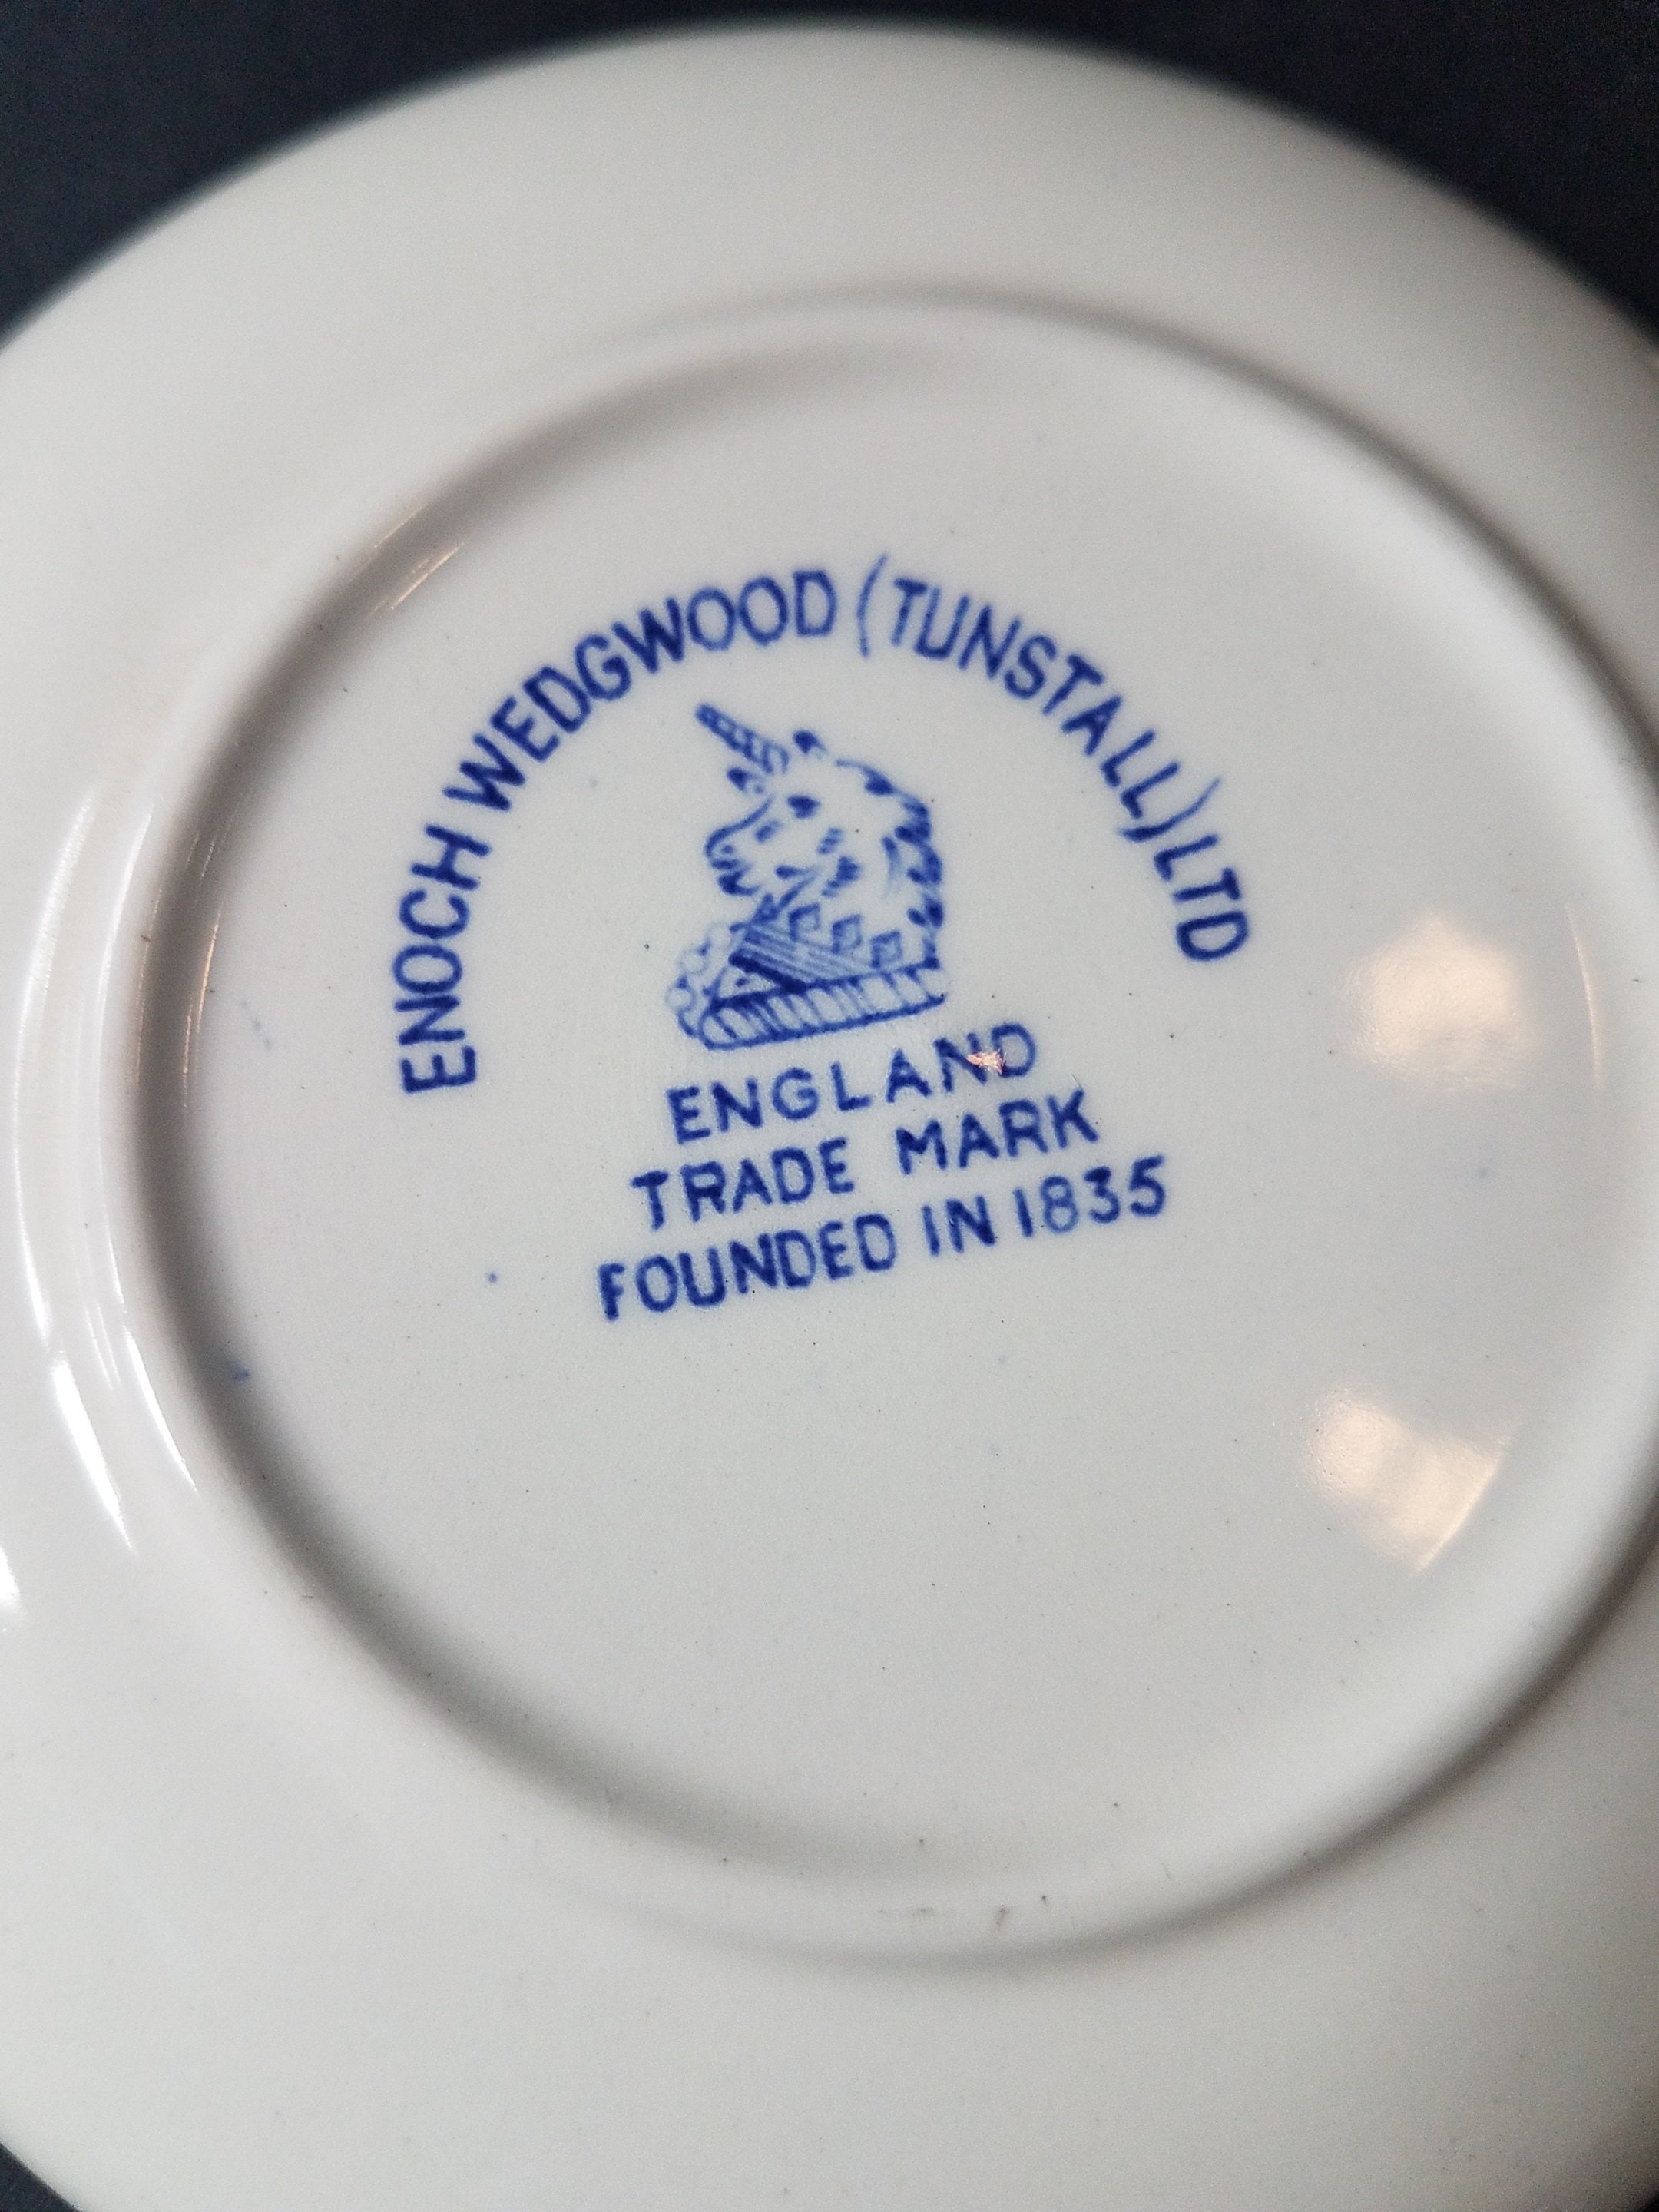 ENOCH WEDGWOOD (TUNSTALL) LTD
ENGLAND
TRADE MARK
FOUNDED IN 1835